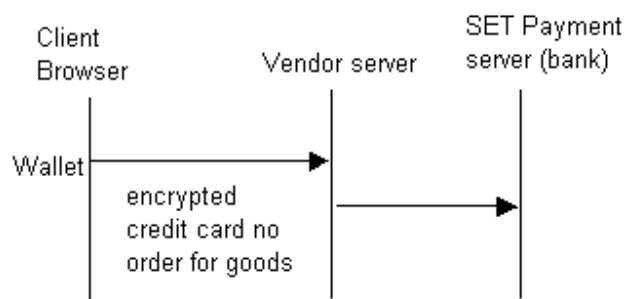 Client
Browser
Vendor server
SET Payment
server (bank)
Wallet
encrypted
credit card no
order for goods